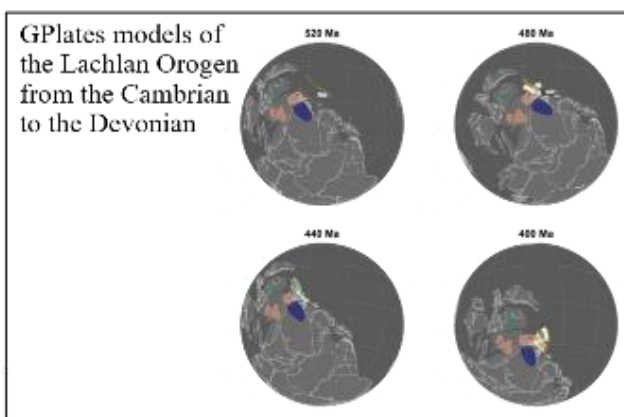 GPlates models of
the Lachlan Orogen
from the Cambrian
to the Devonian
520 Ma
480 Ma
440 Ma
400 Ma